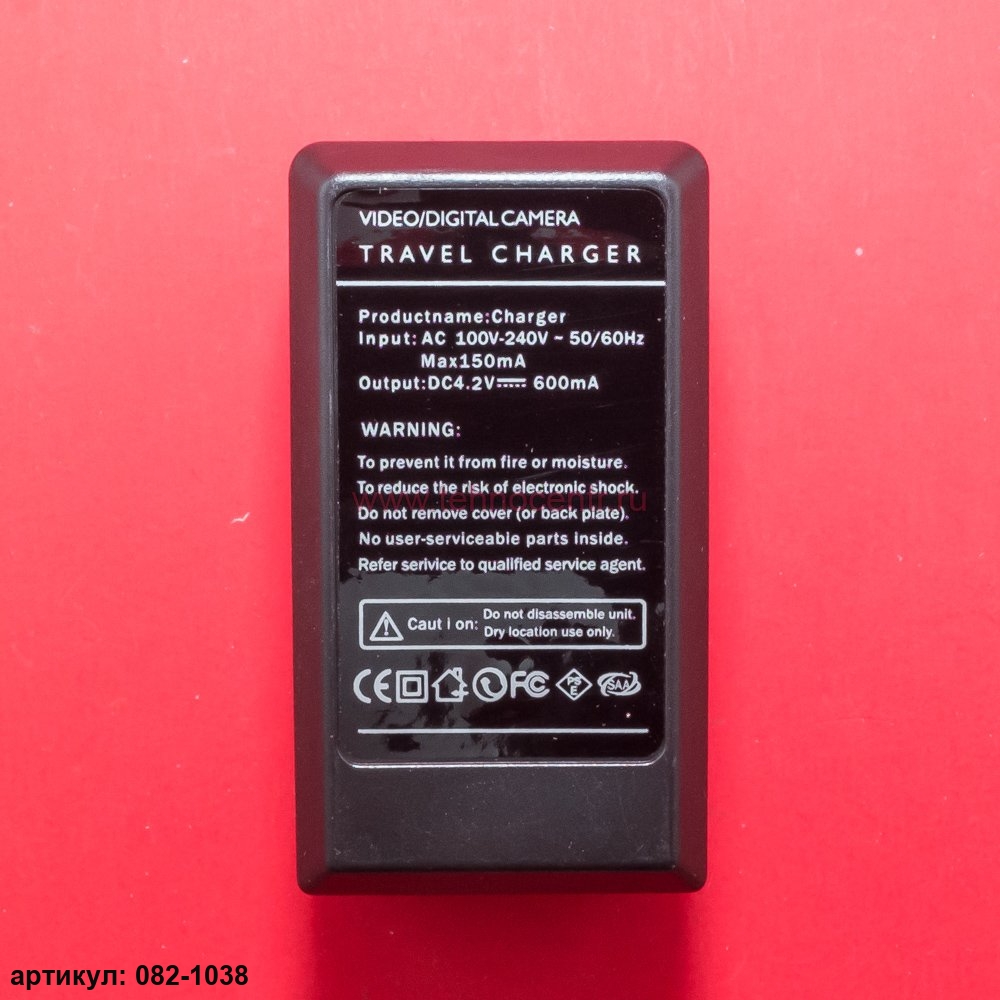 VIDEO/DIGITAL CAMERA
TRAVEL CHARGER
Productname:Charger
Input: AC 100V-240V ~ 50/60Hz
Max150mA
Output:DC4.2V⎓ 600mA
WARNING:
To prevent it from fire or moisture.
To reduce the risk of electronic shock.
www.tehnocentr.ru
Do not remove cover (or back plate).
No user-serviceable parts inside.
Refer serivice to qualified service agent.
Caut I on: Do not disassemble unit.
Dry location use only.
CE FC PSE SAA
артикул: 082-1038